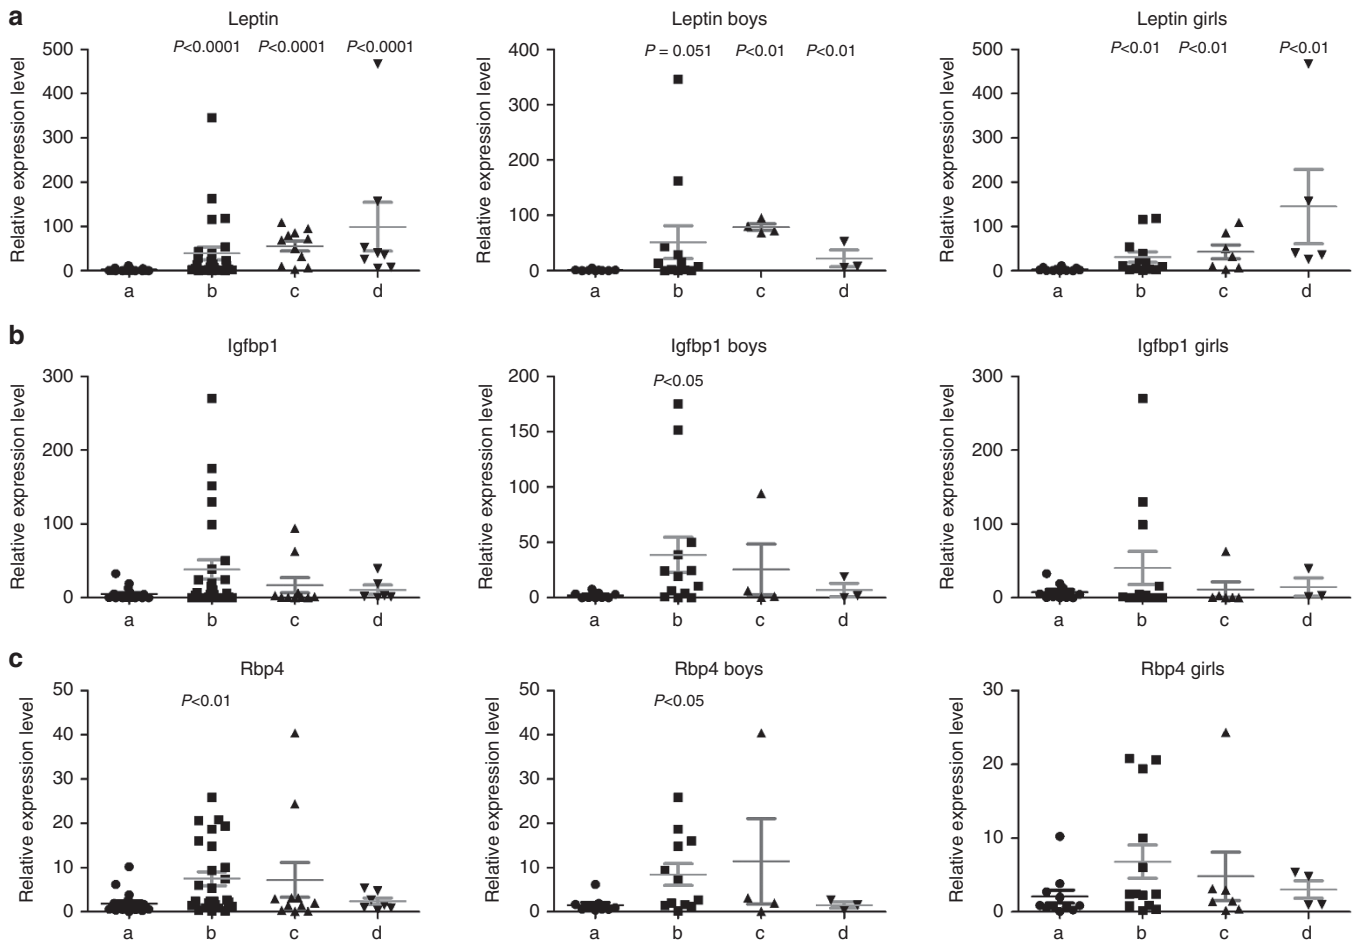 a
Leptin
Leptin boys
Leptin girls
P<0.0001 P<0.0001 P<0.0001
P = 0.051 P<0.01 P<0.01
P<0.01 P<0.01 P<0.01
Relative expression level
500
400
300
200
100
0
a b c d
Relative expression level
400
300
200
100
0
a b c d
Relative expression level
500
400
300
200
100
0
a b c d
b
Igfbp1
Igfbp1 boys
Igfbp1 girls
Relative expression level
300
200
100
0
a b c d
P<0.05
Relative expression level
200
150
100
50
0
a b c d
Relative expression level
300
200
100
0
a b c d
c
Rbp4
Rbp4 boys
Rbp4 girls
P<0.01
Relative expression level
50
40
30
20
10
0
a b c d
P<0.05
Relative expression level
50
40
30
20
10
0
a b c d
Relative expression level
30
20
10
0
a b c d